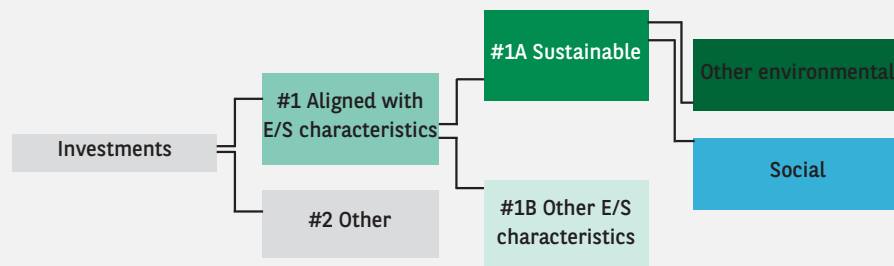 Investments
#1 Aligned with
E/S characteristics
#2 Other
#1A Sustainable
#1B Other E/S
characteristics
Other environmental
Social